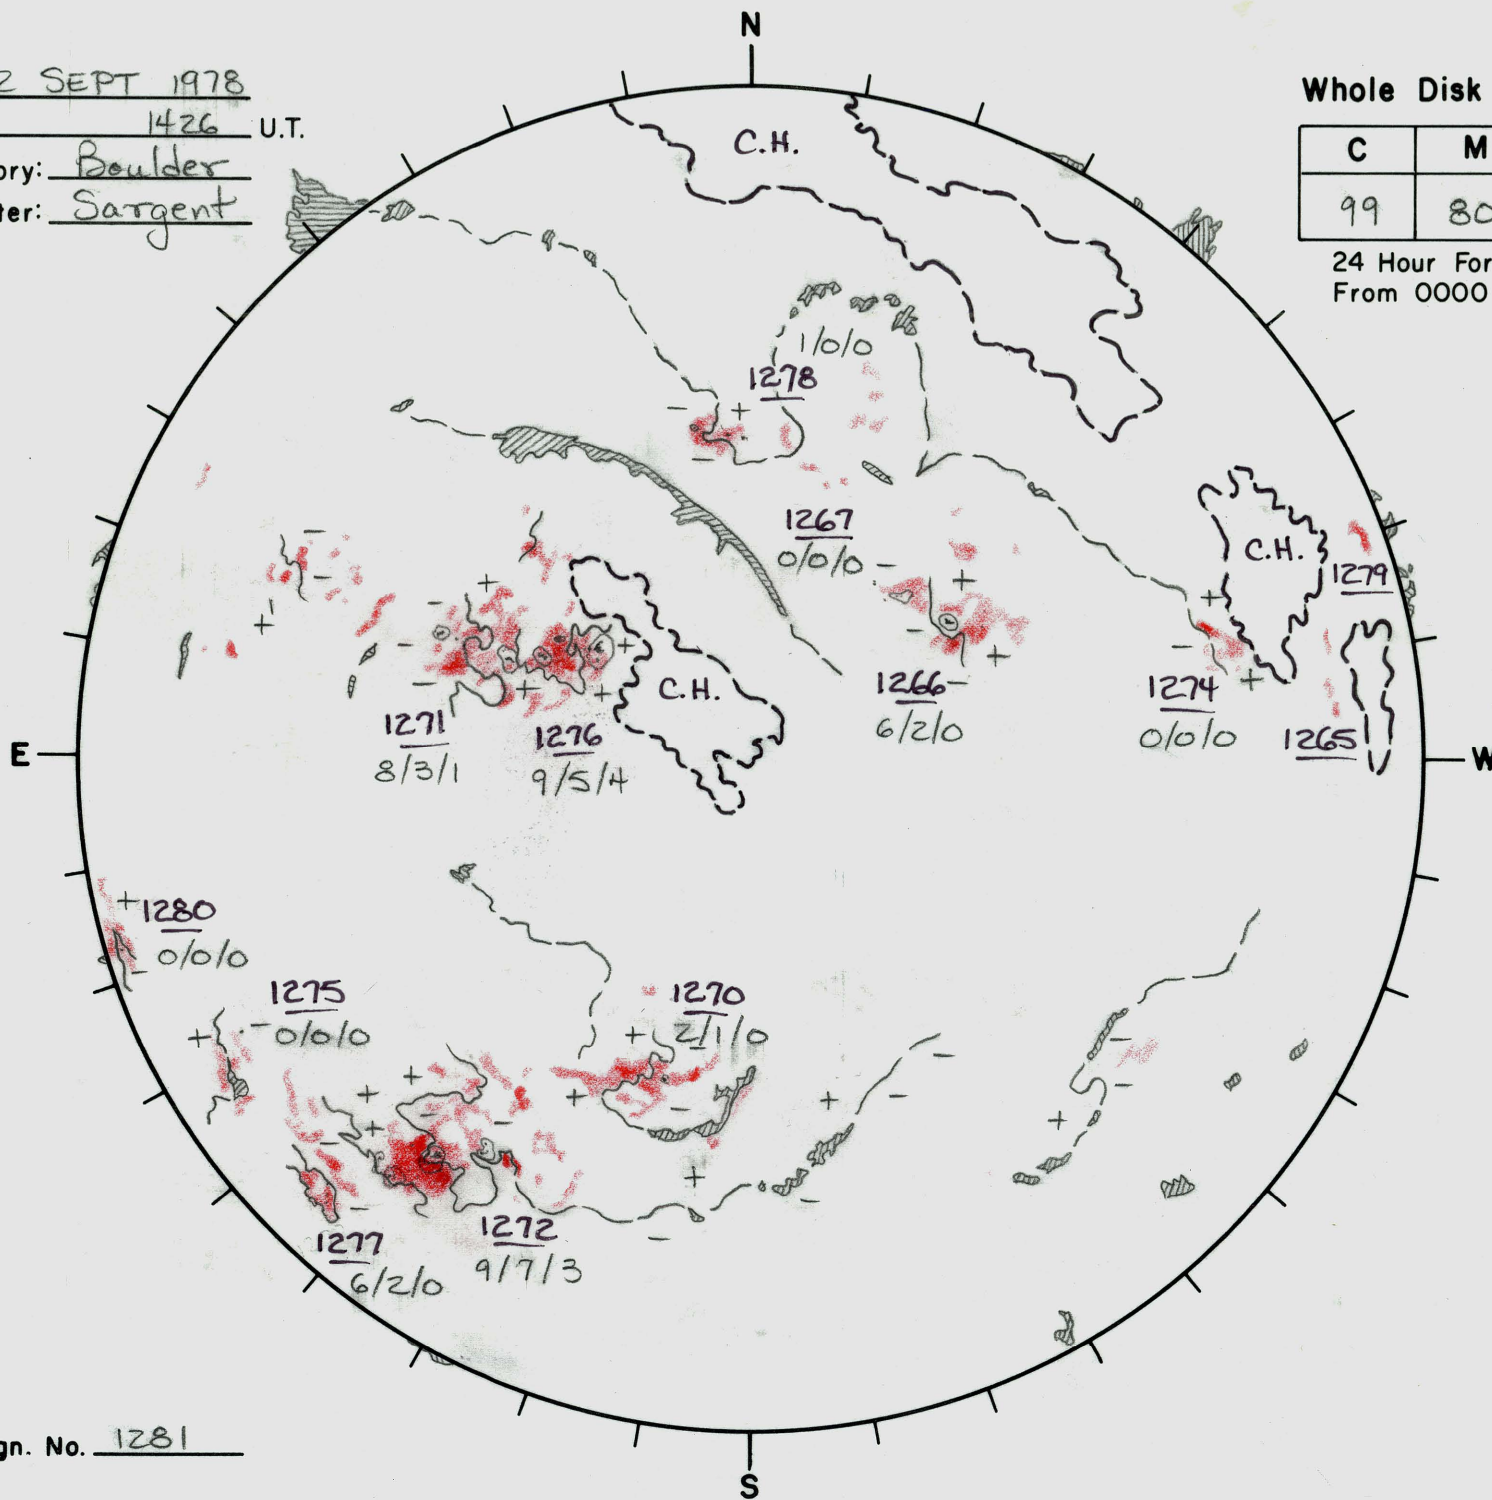 N
2 SEPT 1978
1426 U.T.
ory: Boulder
ter: Sargent
Whole Disk
C M
99 80
24 Hour For
From 0000
C.H.
1/0/0
1278
- +
-
1267
0/0/0
C.H.
1279
1266
6/2/0
1274
0/0/0
1265
C.H.
1271
8/3/1
1276
9/5/4
E
W
1280
0/0/0
1275
0/0/0
1270
2/1/0
1272
9/7/3
1277
6/2/0
gn. No. 1281
S